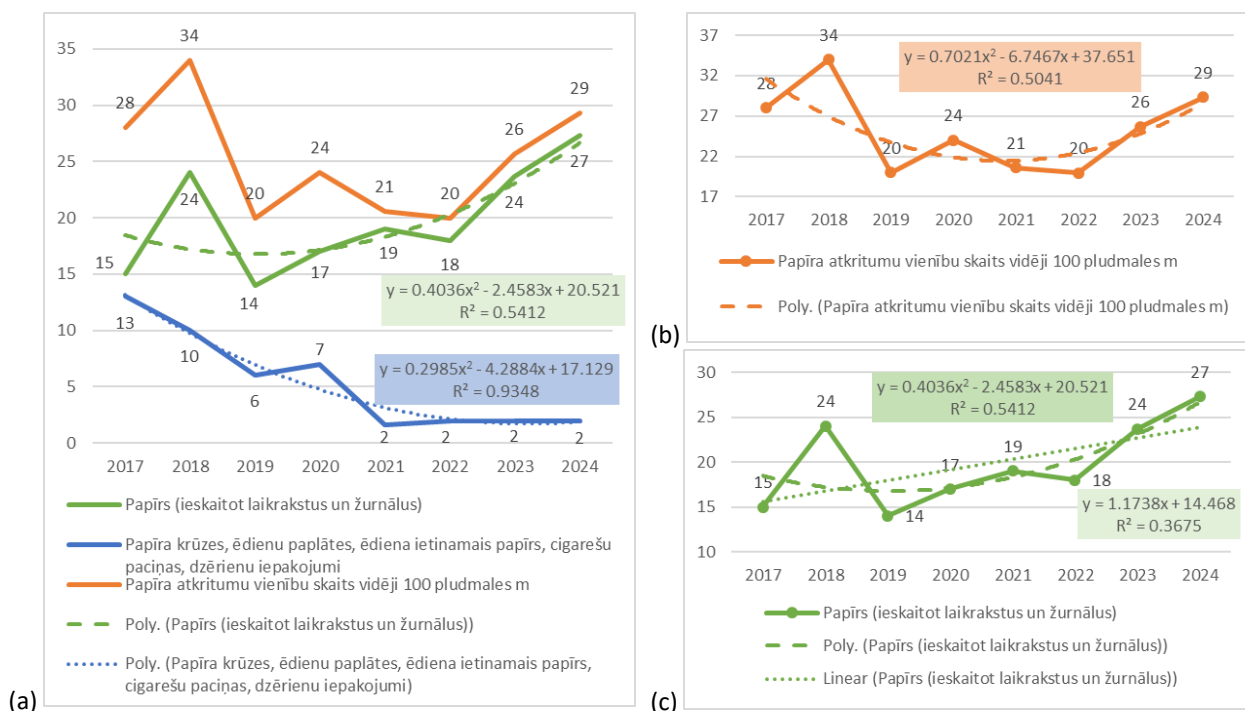 35
30
25
20
15
10
5
0
28
34
20
24
21
20
26
29
15
24
14
17
19
18
24
27
13
10
6
7
2
2
2
2
y = 0.4036x² - 2.4583x + 20.521
R² = 0.5412
y = 0.2985x² - 4.2884x + 17.129
R² = 0.9348
2017 2018 2019 2020 2021 2022 2023 2024
Papīrs (ieskaitot laikrakstus un žurnālus)
Papīra krūzes, ēdienu paplātes, ēdiena ietinamais papīrs, cigarešu
paciņas, dzērienu iepakojumi
Papīra atkritumu vienību skaits vidēji 100 pludmales m
Poly. (Papīrs (ieskaitot laikrakstus un žurnālus))
Poly. (Papīra krūzes, ēdienu paplātes, ēdiena ietinamais papīrs,
cigarešu paciņas, dzērienu iepakojumi)
(a)
37
32
27
22
17
28
34
20
24
21
20
26
29
y = 0.7021x² - 6.7467x + 37.651
R² = 0.5041
2017 2018 2019 2020 2021 2022 2023 2024
Papīra atkritumu vienību skaits vidēji 100 pludmales m
Poly. (Papīra atkritumu vienību skaits vidēji 100 pludmales m)
(b)
30
25
20
15
10
15
24
14
17
19
18
24
27
y = 0.4036x² - 2.4583x + 20.521
R² = 0.5412
y = 1.1738x + 14.468
R² = 0.3675
2017 2018 2019 2020 2021 2022 2023 2024
Papīrs (ieskaitot laikrakstus un žurnālus)
Poly. (Papīrs (ieskaitot laikrakstus un žurnālus))
Linear (Papīrs (ieskaitot laikrakstus un žurnālus))
(c)